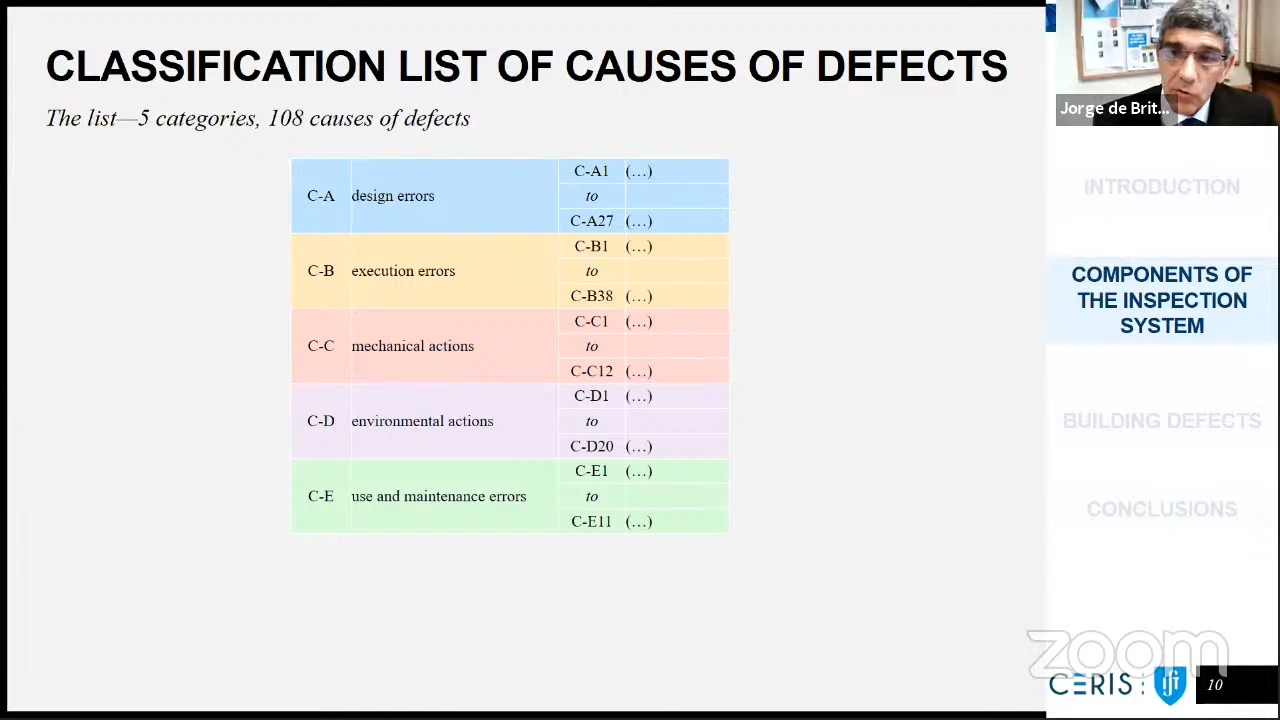 CLASSIFICATION LIST OF CAUSES OF DEFECTS
The list—5 categories, 108 causes of defects
C-A design errors C-A1 (…)
to
C-A27 (…)
C-B execution errors C-B1 (…)
to
C-B38 (…)
C-C mechanical actions C-C1 (…)
to
C-C12 (…)
C-D environmental actions C-D1 (…)
to
C-D20 (…)
C-E use and maintenance errors C-E1 (…)
to
C-E11 (…)
Jorge de Brit...
INTRODUCTION
COMPONENTS OF
THE INSPECTION
SYSTEM
BUILDING DEFECTS
CONCLUSIONS
zoom
CERIS :
10